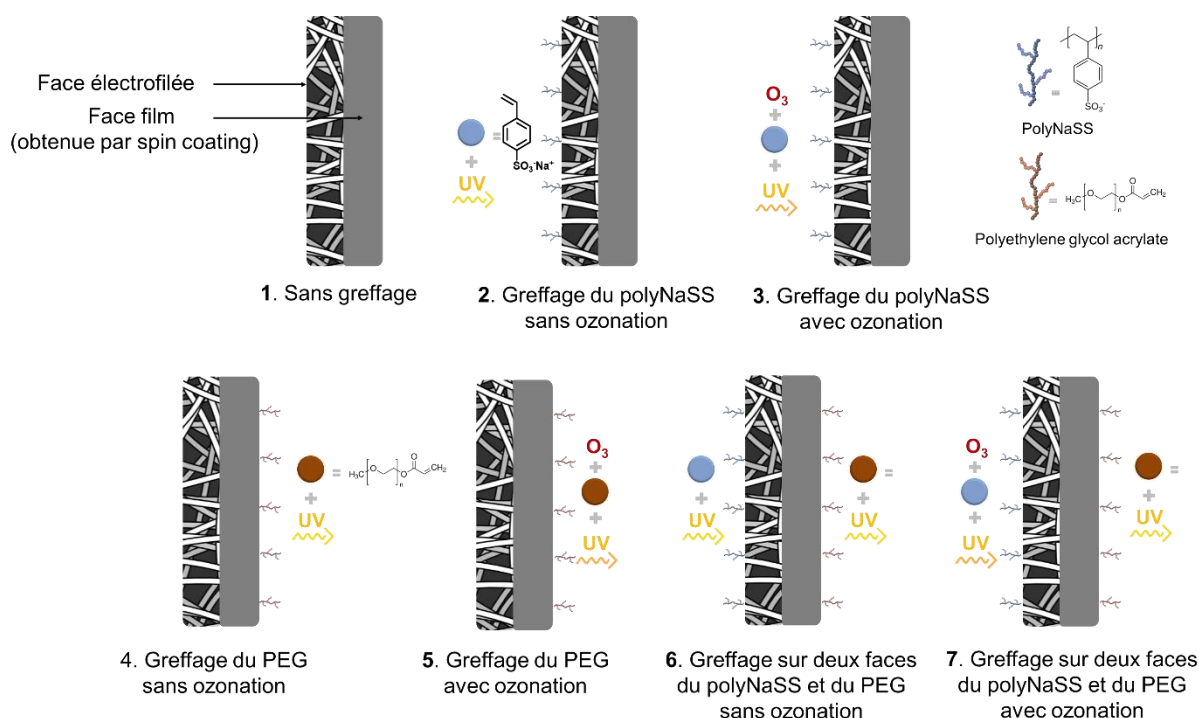 Face électrofilée
Face film
(obtenue par spin coating)
1. Sans greffage
=
SO₃⁻Na⁺
+
UV
2. Greffage du polyNaSS
sans ozonation
O₃
+
+
UV
3. Greffage du polyNaSS
avec ozonation
n
=
SO₃⁻
PolyNaSS
=
H₃C
O
n
O
O
CH₂
Polyethylene glycol acrylate
=
H₃C
O
n
O
O
CH₂
+
UV
4. Greffage du PEG
sans ozonation
O₃
+
+
UV
5. Greffage du PEG
avec ozonation
+
UV
=
+
UV
6. Greffage sur deux faces
du polyNaSS et du PEG
sans ozonation
O₃
+
+
UV
=
+
UV
7. Greffage sur deux faces
du polyNaSS et du PEG
avec ozonation